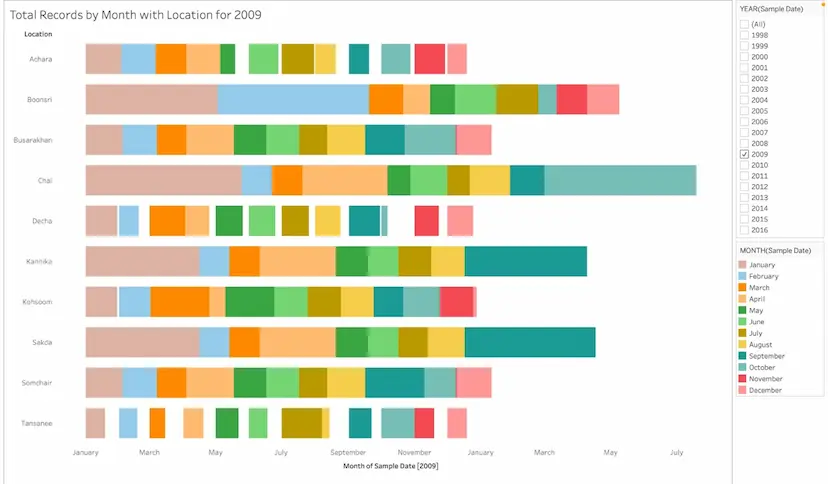 Total Records by Month with Location for 2009
Location
Achara
Boonsri
Busarakhan
Chai
Decha
Kannika
Kohsoom
Sakda
Somchair
Tansanee
January March May July September November January March May July
Month of Sample Date [2009]
YEAR(Sample Date)
(All)
1998
1999
2000
2001
2002
2003
2004
2005
2006
2007
2008
2009
2010
2011
2012
2013
2014
2015
2016
MONTH(Sample Date)
January
February
March
April
May
June
July
August
September
October
November
December